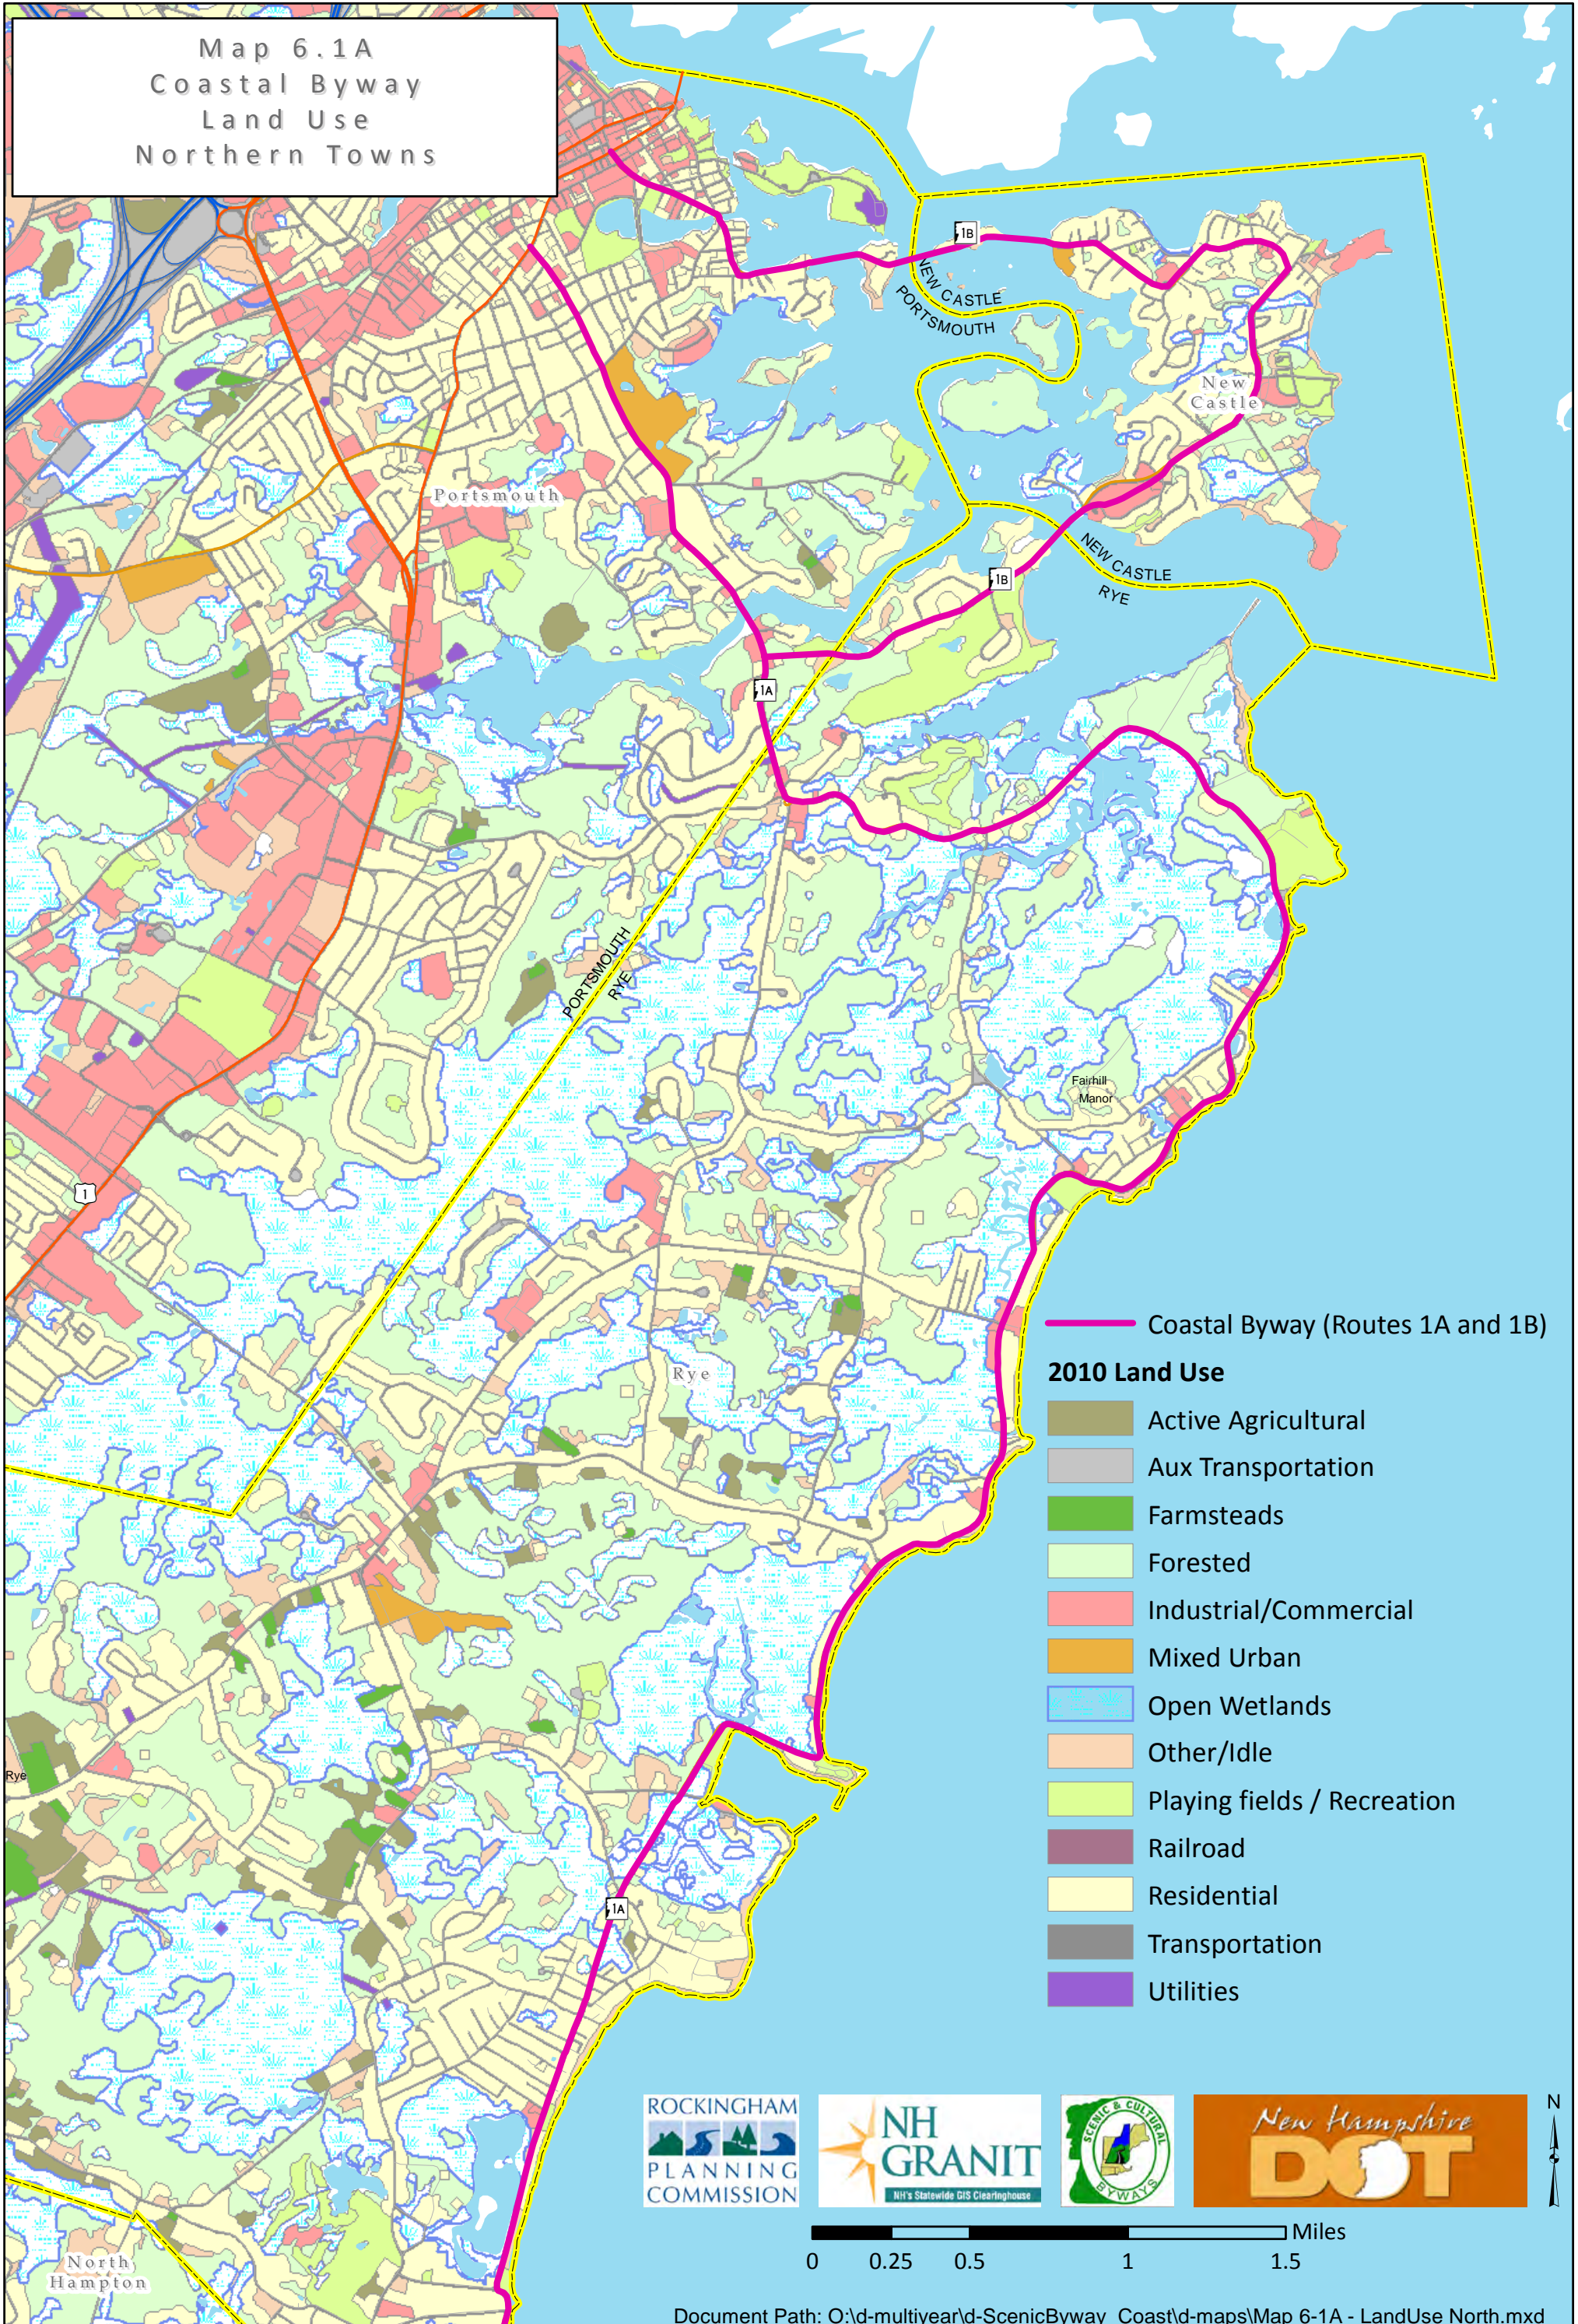 Map 6.1A
Coastal Byway
Land Use
Northern Towns
1B
NEW CASTLE
PORTSMOUTH
New
Castle
Portsmouth
1B
NEW CASTLE
RYE
1A
PORTSMOUTH
RYE
Fairhill
Manor
1
Coastal Byway (Routes 1A and 1B)
2010 Land Use
Rye
Active Agricultural
Aux Transportation
Farmsteads
Forested
Industrial/Commercial
Mixed Urban
Open Wetlands
Other/Idle
Rye
Playing fields / Recreation
Railroad
Residential
1A
Transportation
Utilities
ROCKINGHAM
PLANNING
COMMISSION
NH
GRANIT
NH's Statewide GIS Clearinghouse
SCENIC & CULTURAL
BYWAYS
New Hampshire
DOT
N
Miles
0 0.25 0.5 1 1.5
North
Hampton
Document Path: O:\d-multiyear\d-ScenicByway_Coast\d-maps\Map 6-1A - LandUse North.mxd